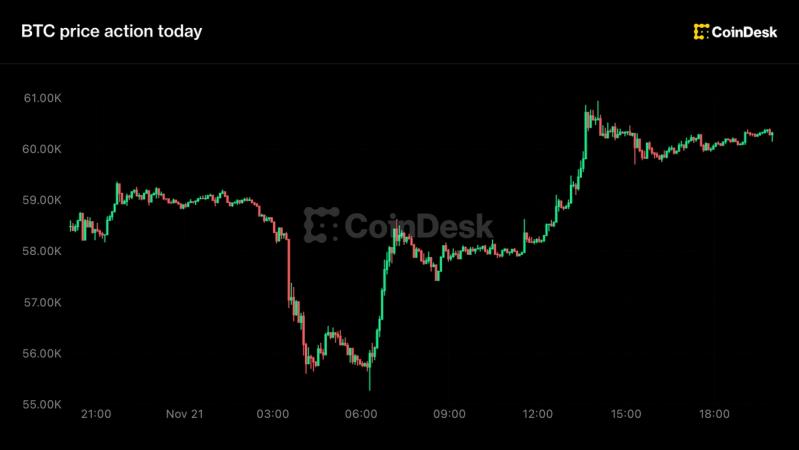 BTC price action today
CoinDesk
61.00K
60.00K
59.00K
58.00K
57.00K
56.00K
55.00K
CoinDesk
21:00 Nov 21 03:00 06:00 09:00 12:00 15:00 18:00